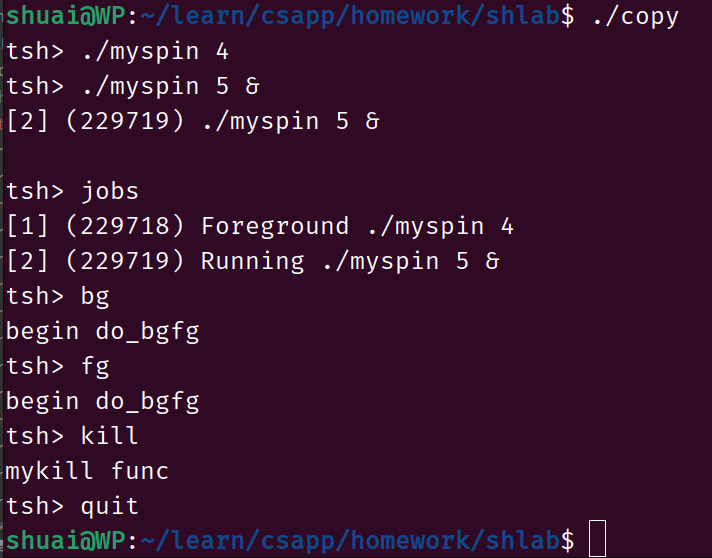 shuai@WP:~/learn/csapp/homework/shlab$ ./copy
tsh> ./myspin 4
tsh> ./myspin 5 &
[2] (229719) ./myspin 5 &
tsh> jobs
[1] (229718) Foreground ./myspin 4
[2] (229719) Running ./myspin 5 &
tsh> bg
begin do_bgfg
tsh> fg
begin do_bgfg
tsh> kill
mykill func
tsh> quit
shuai@WP:~/learn/csapp/homework/shlab$